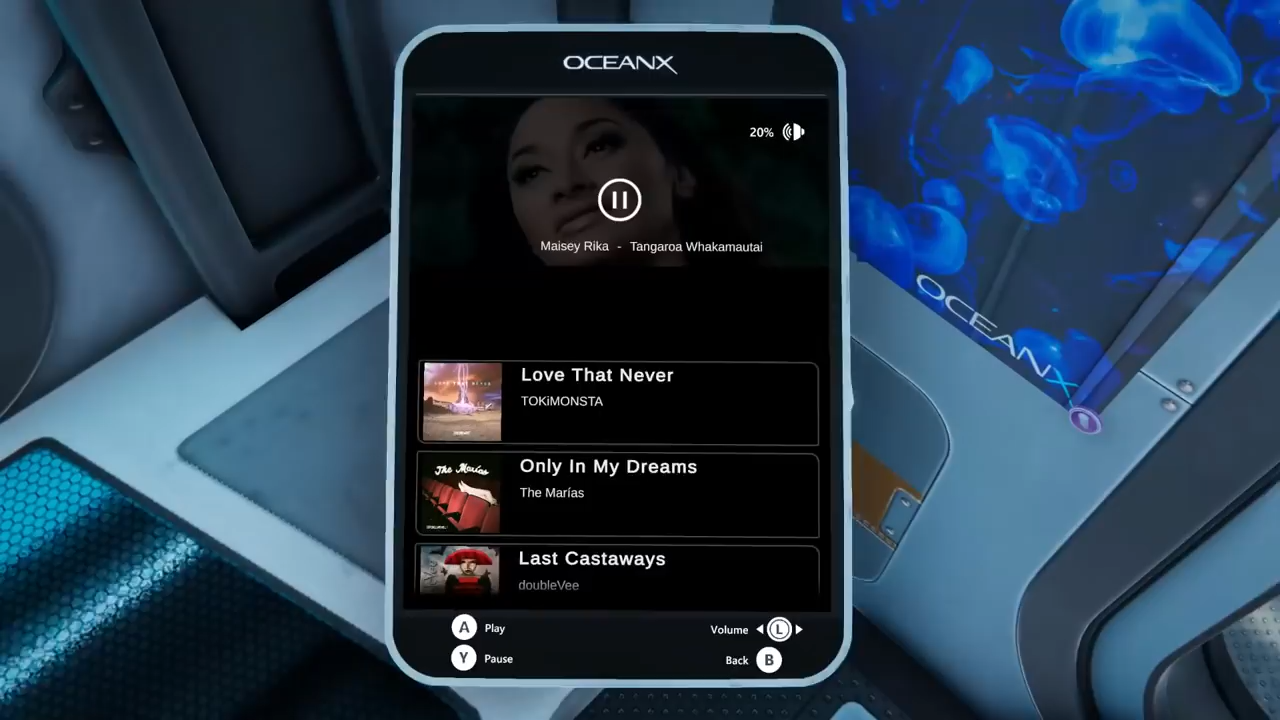 OCEANX
20%
Maisey Rika - Tangaroa Whakamautai
OCEANX
Love That Never
TOKiMONSTA
Only In My Dreams
The Marías
The Marías
Last Castaways
doubleVee
A Play
Volume L
Y Pause
Back B